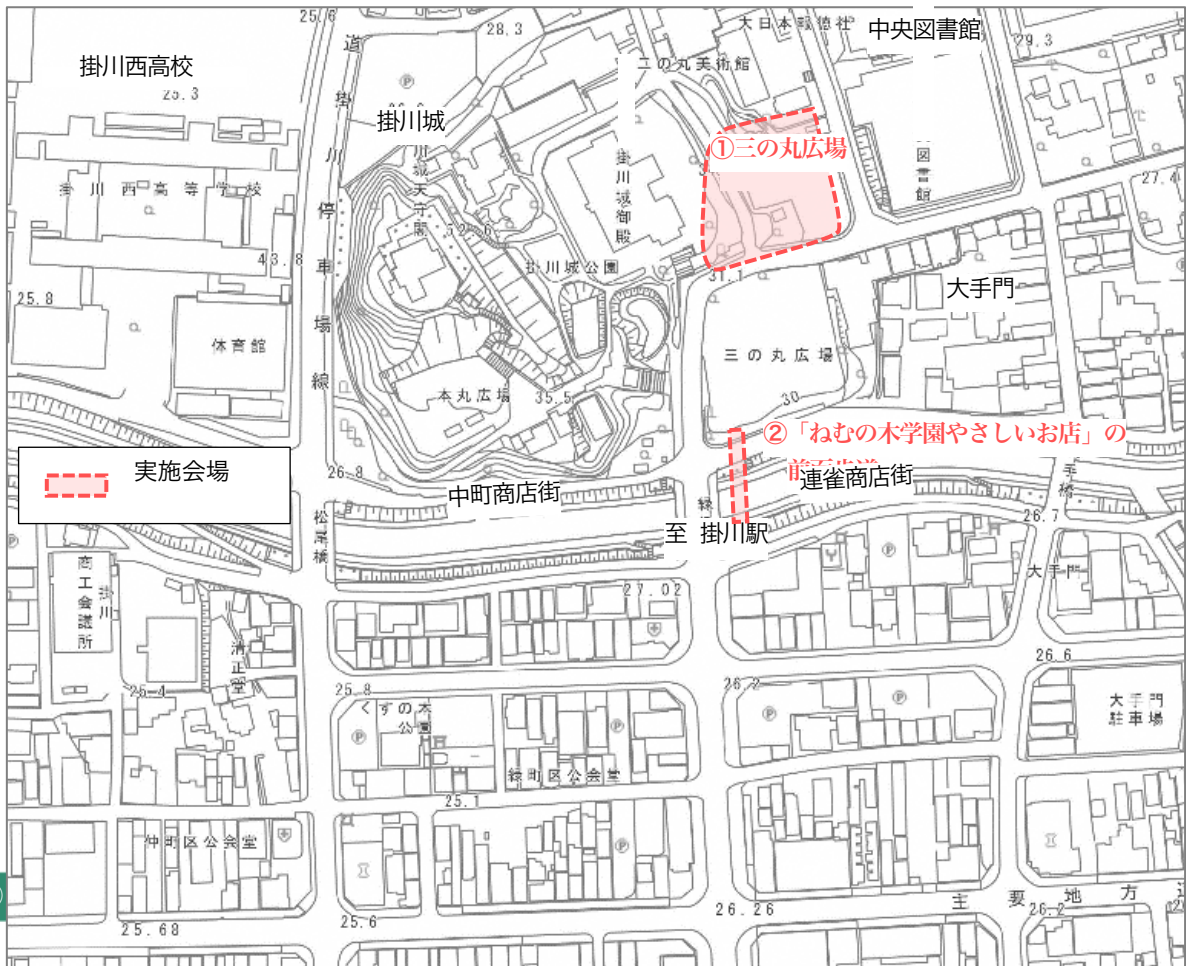 25.6
28.3
大日本報徳社
中央図書館
29.3
道
掛川西高校
二の丸美術館
25.3
掛
掛川城
①三の丸広場
川
掛川城御殿
図書館
掛川西高等学校
27.4
停
52.6
43.8
車
掛川城公園
31.1
大手門
25.8
場
体育館
三の丸広場
線
本丸広場
35.5
30
②「ねむの木学園やさしいお店」の
実施会場
26.8
連雀商店街
中町商店街
松尾橋
26.7
至 掛川駅
掛川
商工会議所
大手門
27.02
清正堂
26.6
25.4
25.8
26.2
くすの木
公園
大手門
駐車場
緑町区公会堂
25.1
仲町区公会堂
主要地方道
25.6
26.26
26.2
25.68